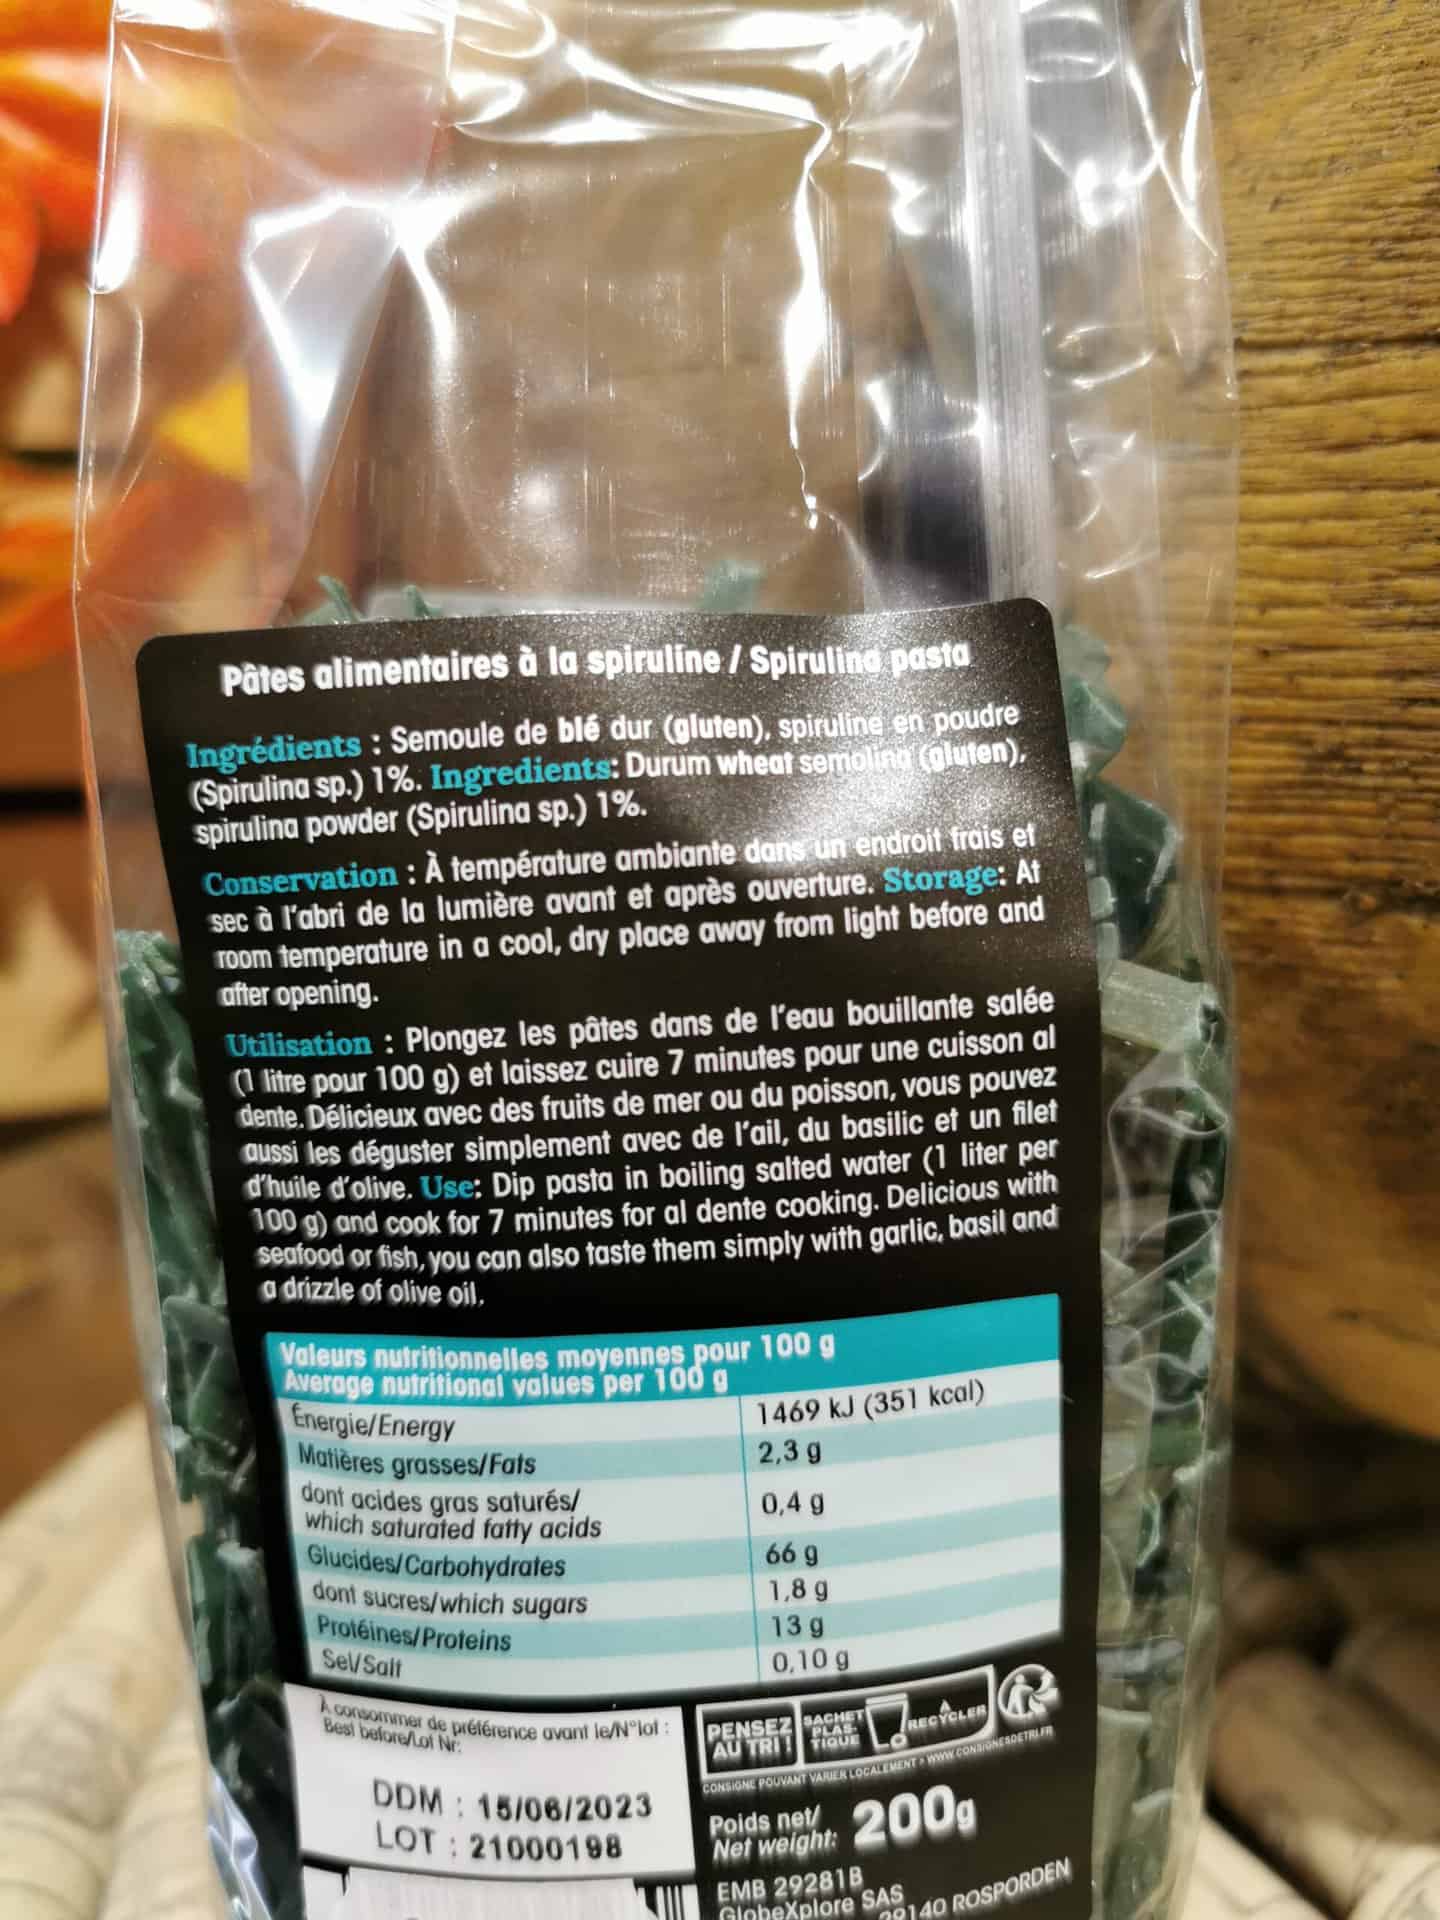 Pâtes alimentaires à la spiruline / Spirulina pasta
Ingrédients : Semoule de blé dur (gluten), spiruline en poudre
(Spirulina sp.) 1%. Ingredients: Durum wheat semolina (gluten),
spirulina powder (Spirulina sp.) 1%.
Conservation : À température ambiante dans un endroit frais et
sec à l'abri de la lumière avant et après ouverture. Storage: At
room temperature in a cool, dry place away from light before and
after opening.
Utilisation : Plongez les pâtes dans de l'eau bouillante salée
(1 litre pour 100 g) et laissez cuire 7 minutes pour une cuisson al
dente. Délicieux avec des fruits de mer ou du poisson, vous pouvez
aussi les déguster simplement avec de l'ail, du basilic et un filet
d'huile d'olive. Use: Dip pasta in boiling salted water (1 liter per
100 g) and cook for 7 minutes for al dente cooking. Delicious with
seafood or fish, you can also taste them simply with garlic, basil and
a drizzle of olive oil.
Valeurs nutritionnelles moyennes pour 100 g
Average nutritional values per 100 g
Énergie/Energy 1469 kJ (351 kcal)
Matières grasses/Fats 2,3 g
dont acides gras saturés/
which saturated fatty acids 0,4 g
Glucides/Carbohydrates 66 g
dont sucres/which sugars 1,8 g
Protéines/Proteins 13 g
Sel/Salt 0,10 g
À consommer de préférence avant le/N°lot :
Best before/Lot Nr:
DDM : 15/06/2023
LOT : 21000198
PENSEZ
AU TRI !
SACHET
PLAS-
TIQUE
À
RECYCLER
CONSIGNE POUVANT VARIER LOCALEMENT > WWW.CONSIGNESDETRI.FR
Poids net/
Net weight: 200g
EMB 29281B
GlobeXplore SAS
29140 ROSPORDEN